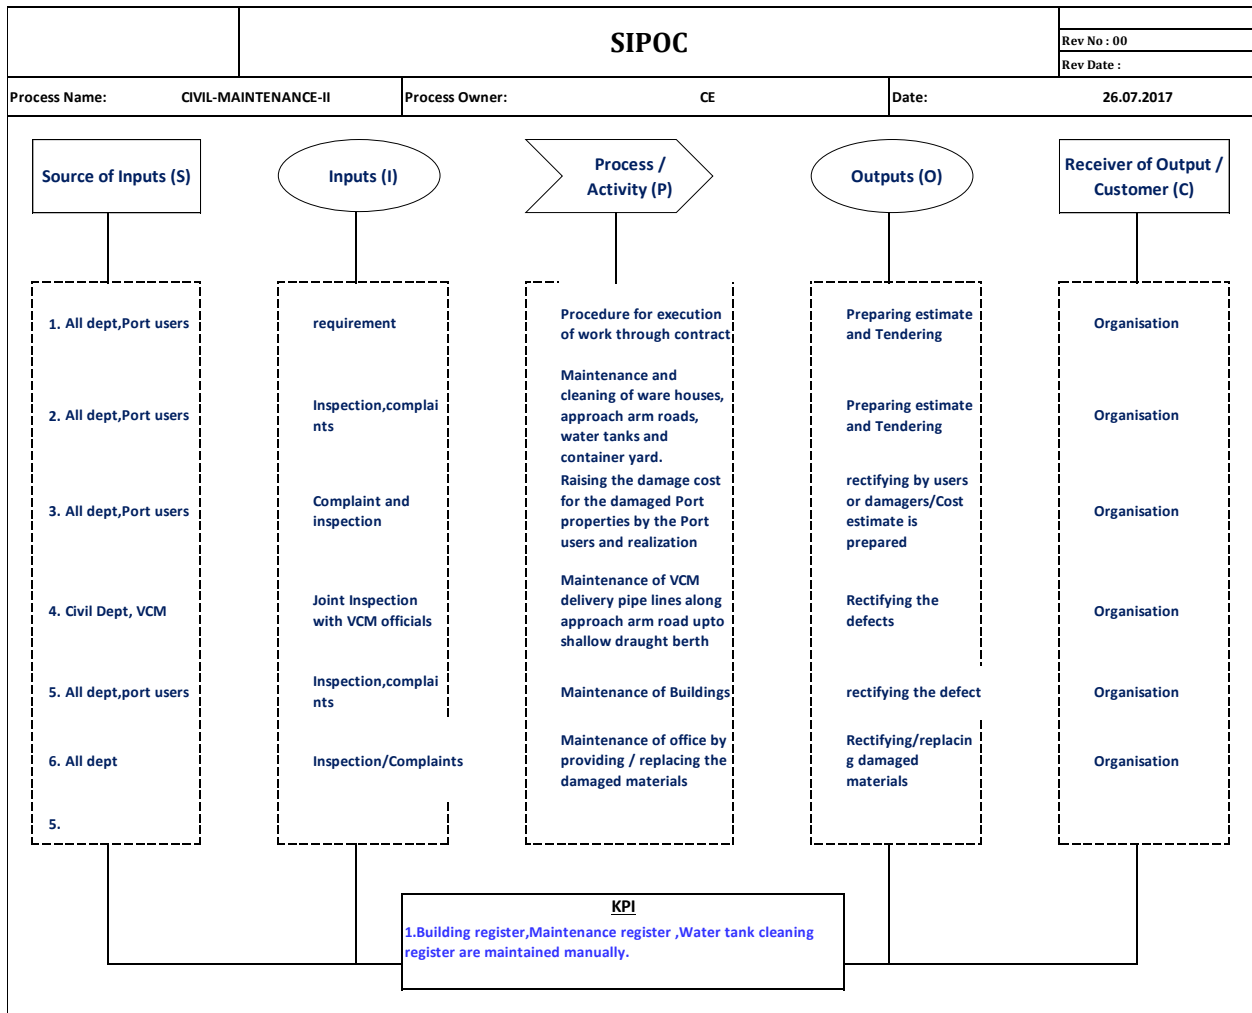 SIPOC
Rev No : 00
Rev Date :
Process Name: CIVIL-MAINTENANCE-II Process Owner: CE Date: 26.07.2017
Source of Inputs (S)
Inputs (I)
Process /
Activity (P)
Outputs (O)
Receiver of Output /
Customer (C)
1. All dept,Port users
requirement
Procedure for execution
of work through contract
Preparing estimate
and Tendering
Organisation
2. All dept,Port users
Inspection,complai
nts
Maintenance and
cleaning of ware houses,
approach arm roads,
water tanks and
container yard.
Preparing estimate
and Tendering
Organisation
3. All dept,Port users
Complaint and
inspection
Raising the damage cost
for the damaged Port
properties by the Port
users and realization
rectifying by users
or damagers/Cost
estimate is
prepared
Organisation
4. Civil Dept, VCM
Joint Inspection
with VCM officials
Maintenance of VCM
delivery pipe lines along
approach arm road upto
shallow draught berth
Rectifying the
defects
Organisation
5. All dept,port users
Inspection,complai
nts
Maintenance of Buildings
rectifying the defect
Organisation
6. All dept
Inspection/Complaints
Maintenance of office by
providing / replacing the
damaged materials
Rectifying/replacin
g damaged
materials
Organisation
5.
KPI
1.Building register,Maintenance register ,Water tank cleaning
register are maintained manually.